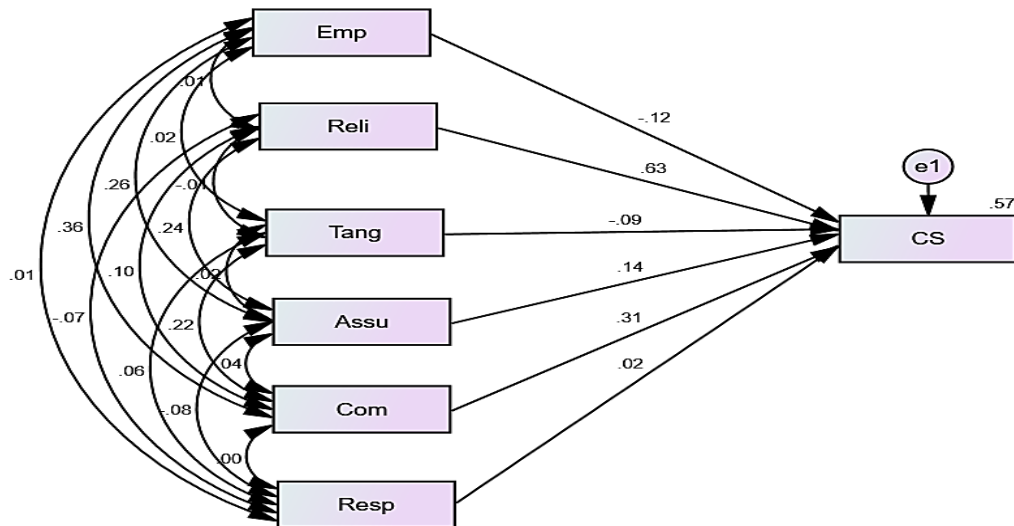 Emp
.01
-.12
Reli
.02
.63
e1
.26
-.01
.57
.36
.24
Tang
-.09
CS
.01
.10
.02
.14
-.07
.22
Assu
.31
.06
.04
.02
-.08
Com
.00
Resp